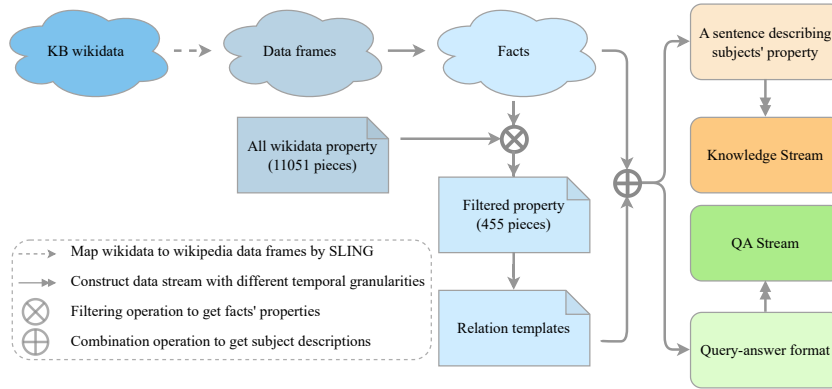 KB wikidata
Data frames
Facts
A sentence describing
subjects' property
All wikidata property
(11051 pieces)
Knowledge Stream
Filtered property
(455 pieces)
QA Stream
Map wikidata to wikipedia data frames by SLING
Construct data stream with different temporal granularities
Filtering operation to get facts' properties
Combination operation to get subject descriptions
Relation templates
Query-answer format